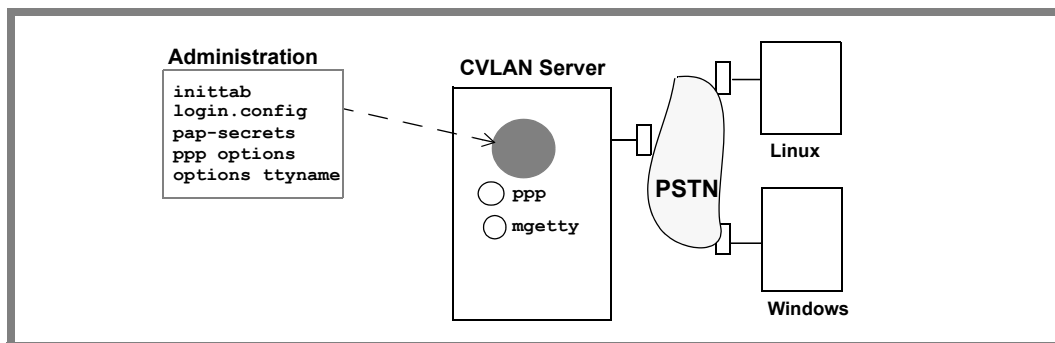 Administration
inittab
login.config
pap-secrets
ppp options
options ttyname
CVLAN Server
ppp
mgetty
PSTN
Linux
Windows